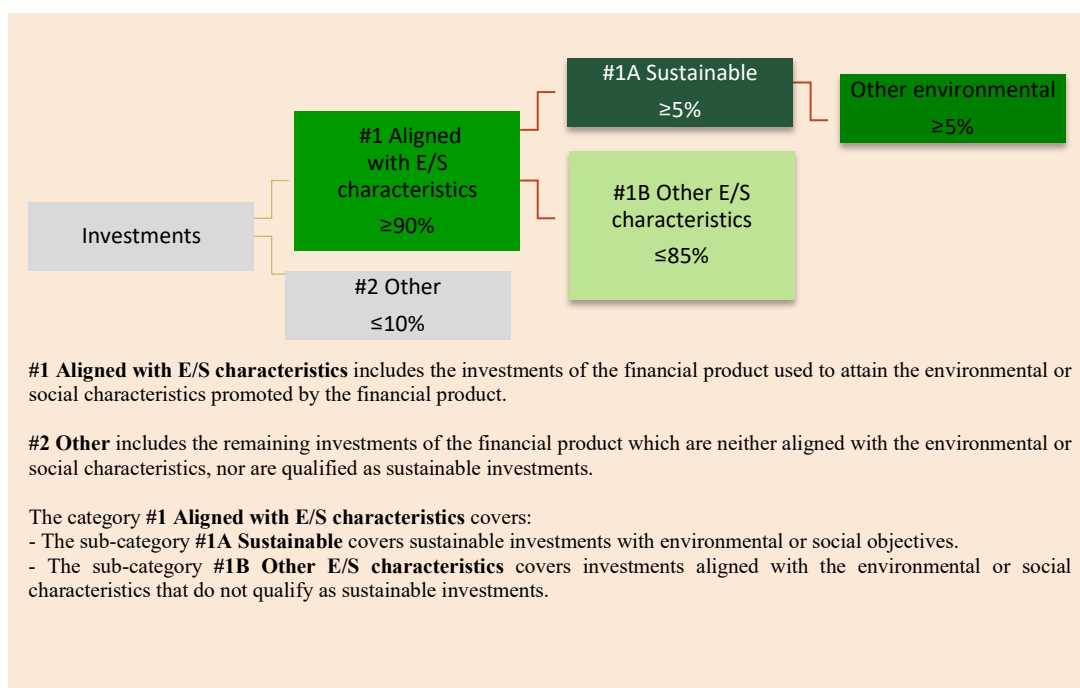 #1A Sustainable
≥5%
Other environmental
≥5%
#1 Aligned
with E/S
characteristics
≥90%
#1B Other E/S
characteristics
≤85%
Investments
#2 Other
≤10%
#1 Aligned with E/S characteristics includes the investments of the financial product used to attain the environmental or
social characteristics promoted by the financial product.
#2 Other includes the remaining investments of the financial product which are neither aligned with the environmental or
social characteristics, nor are qualified as sustainable investments.
The category #1 Aligned with E/S characteristics covers:
- The sub-category #1A Sustainable covers sustainable investments with environmental or social objectives.
- The sub-category #1B Other E/S characteristics covers investments aligned with the environmental or social
characteristics that do not qualify as sustainable investments.